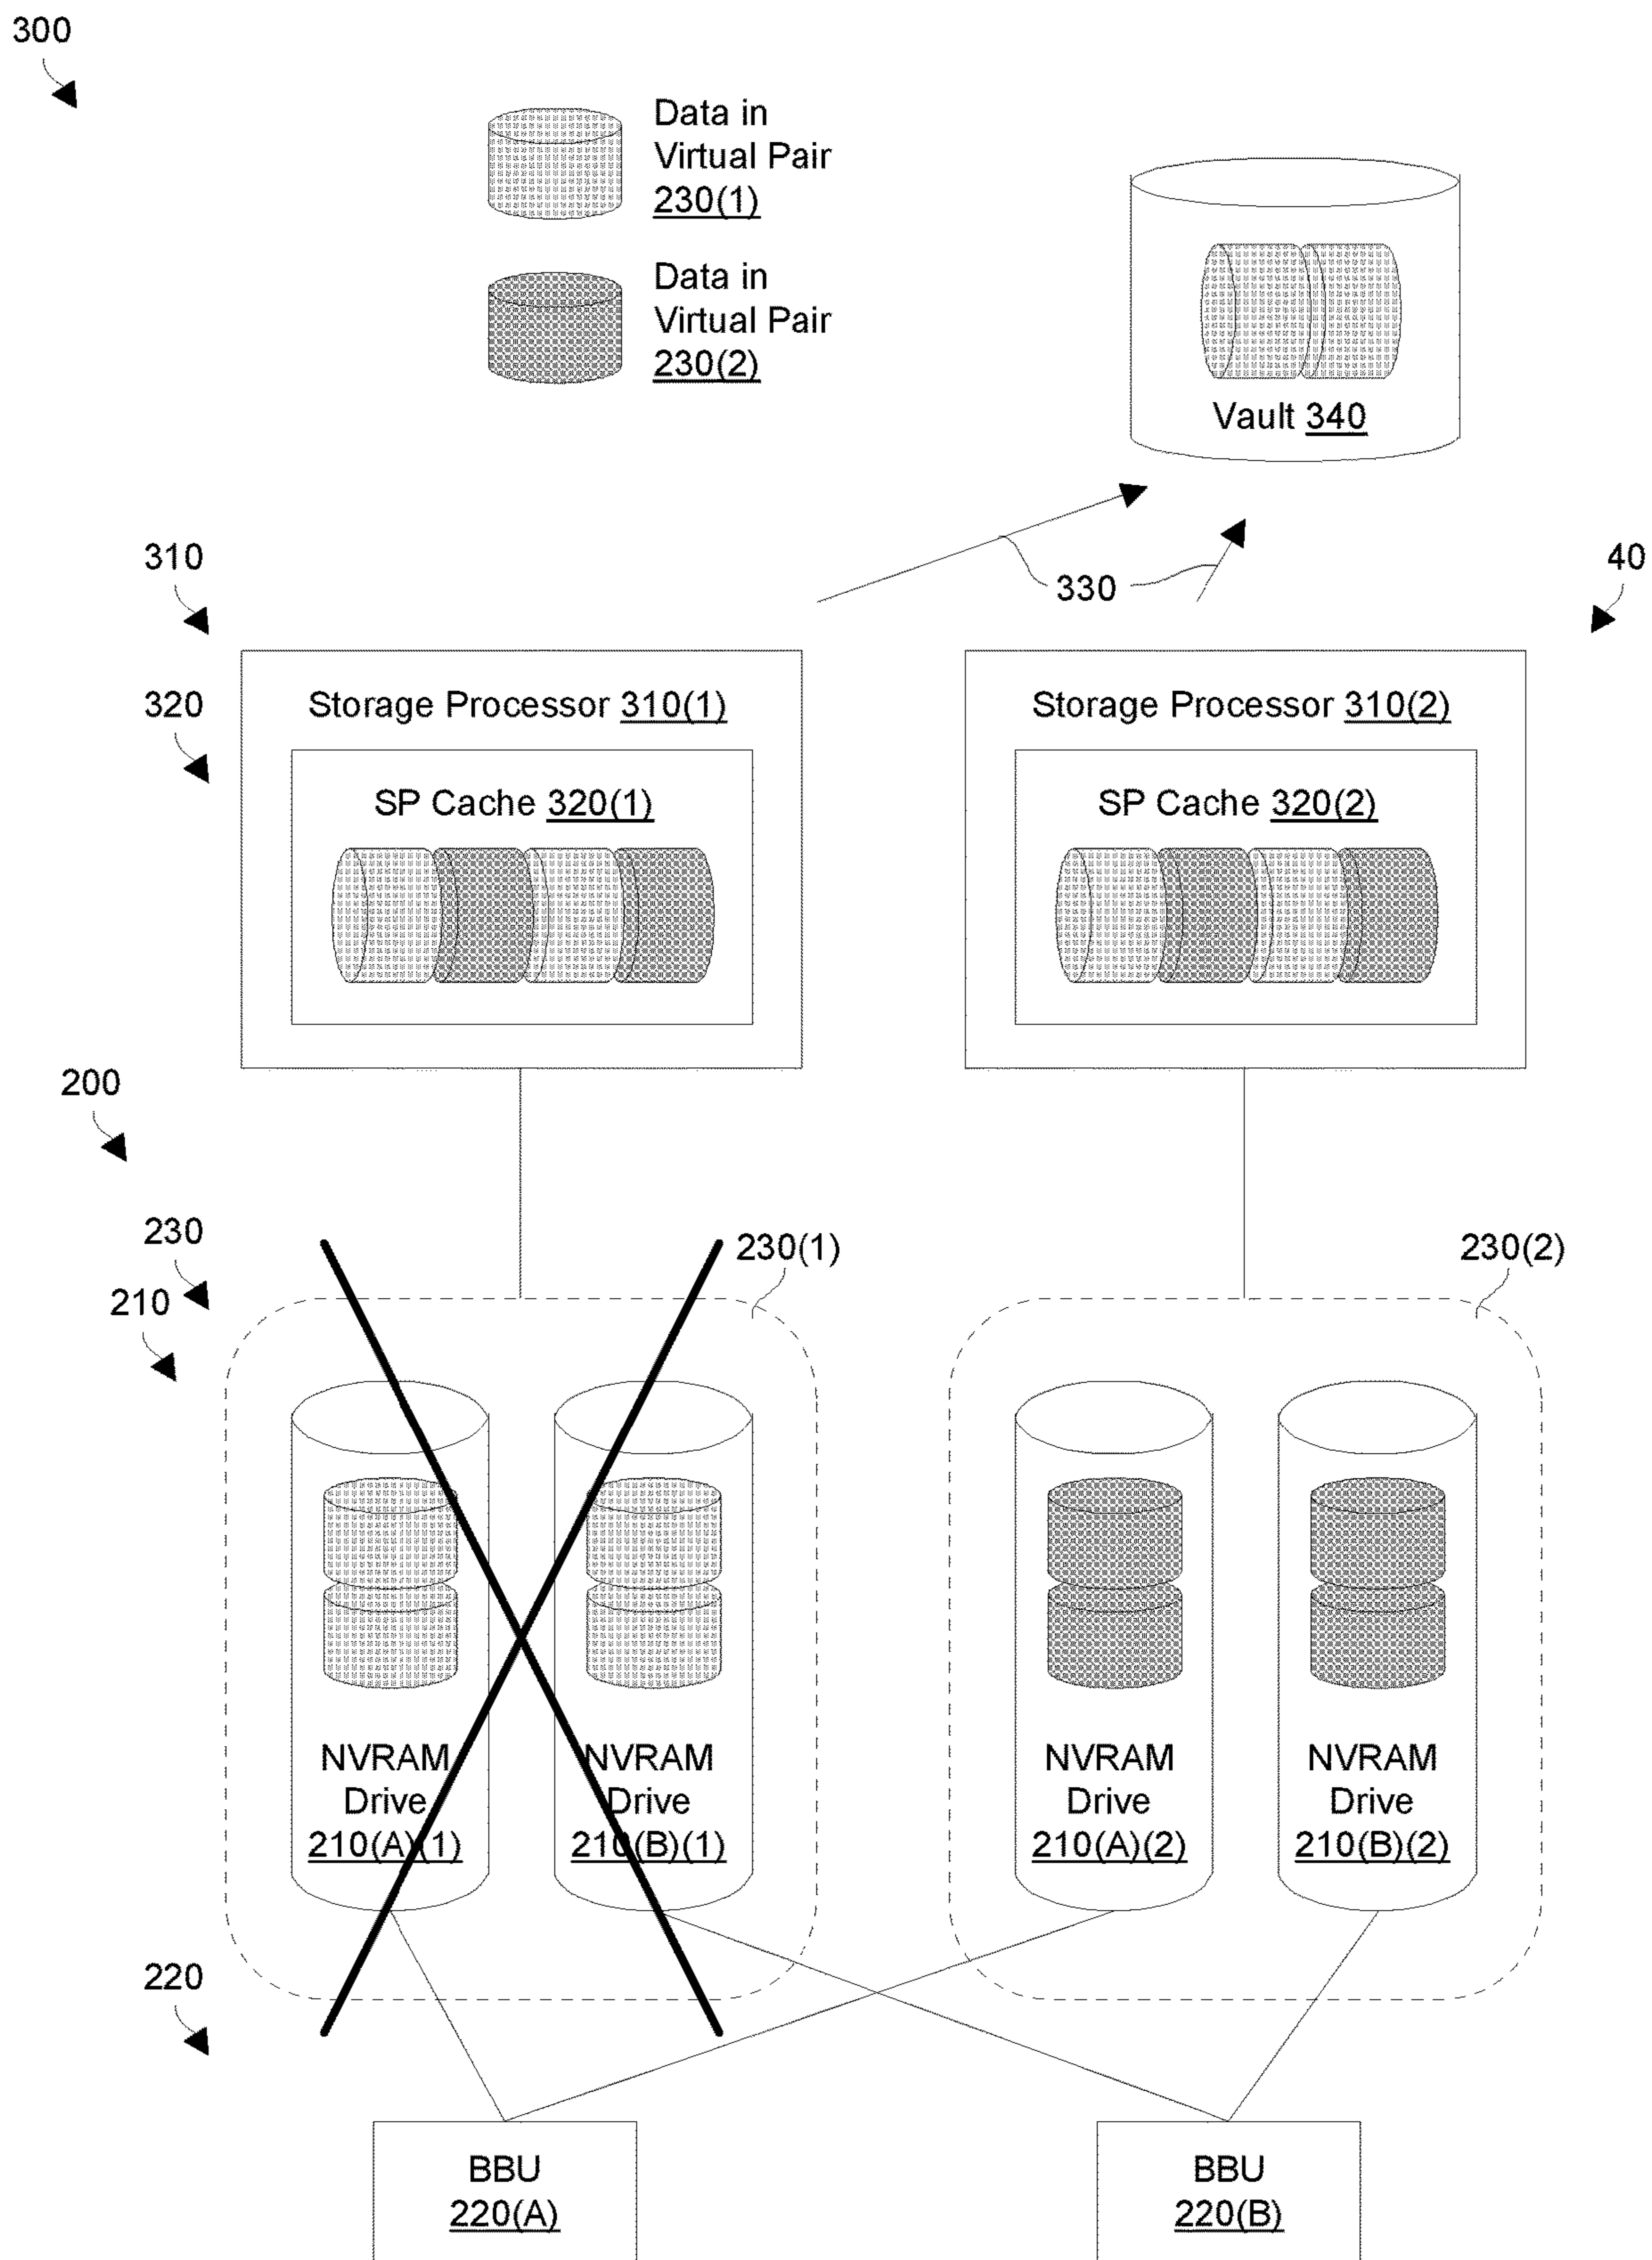 300
Data in
Virtual Pair
230(1)
Data in
Virtual Pair
230(2)
Vault 340
330
310
40
320
Storage Processor 310(1)
SP Cache 320(1)
Storage Processor 310(2)
SP Cache 320(2)
200
230
210
230(1)
230(2)
NVRAM
Drive
210(A)(1)
NVRAM
Drive
210(B)(1)
NVRAM
Drive
210(A)(2)
NVRAM
Drive
210(B)(2)
220
BBU
220(A)
BBU
220(B)